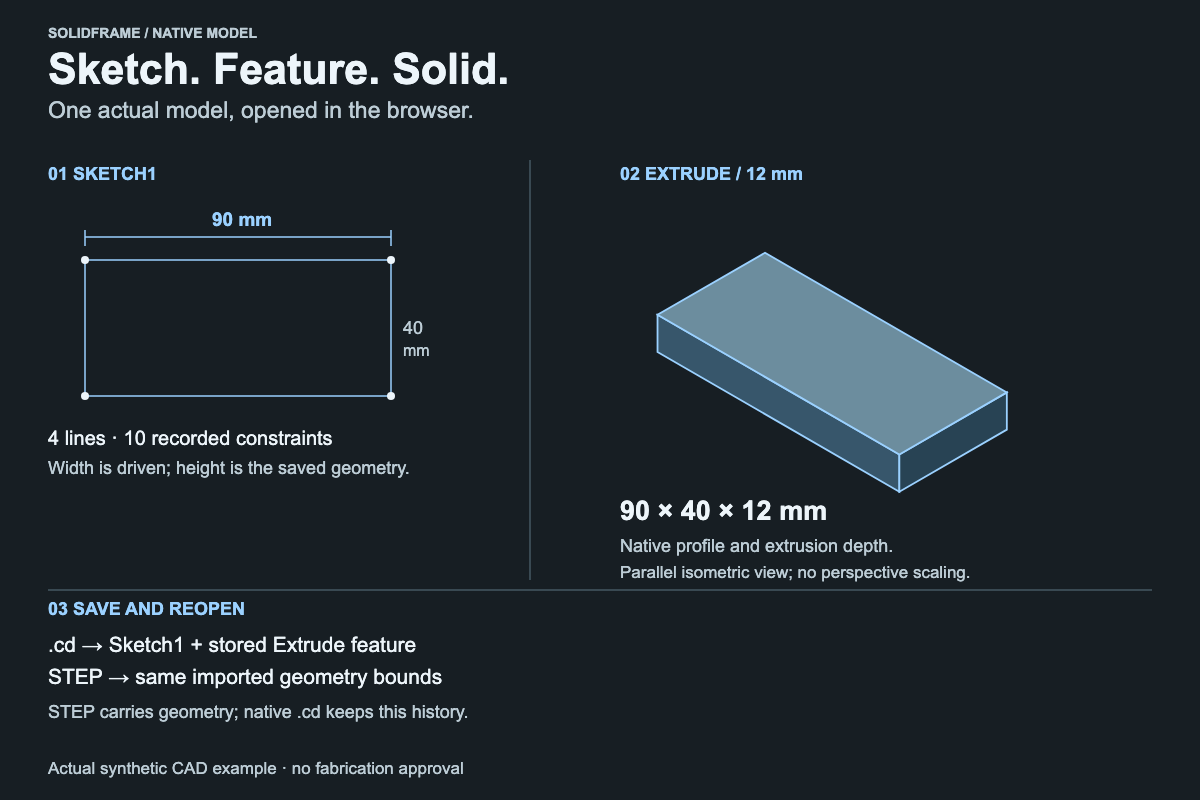 SOLIDFRAME / NATIVE MODEL
Sketch. Feature. Solid.
One actual model, opened in the browser.
01 SKETCH1
90 mm
40
mm
4 lines · 10 recorded constraints
Width is driven; height is the saved geometry.
02 EXTRUDE / 12 mm
90 × 40 × 12 mm
Native profile and extrusion depth.
Parallel isometric view; no perspective scaling.
03 SAVE AND REOPEN
.cd → Sketch1 + stored Extrude feature
STEP → same imported geometry bounds
STEP carries geometry; native .cd keeps this history.
Actual synthetic CAD example · no fabrication approval